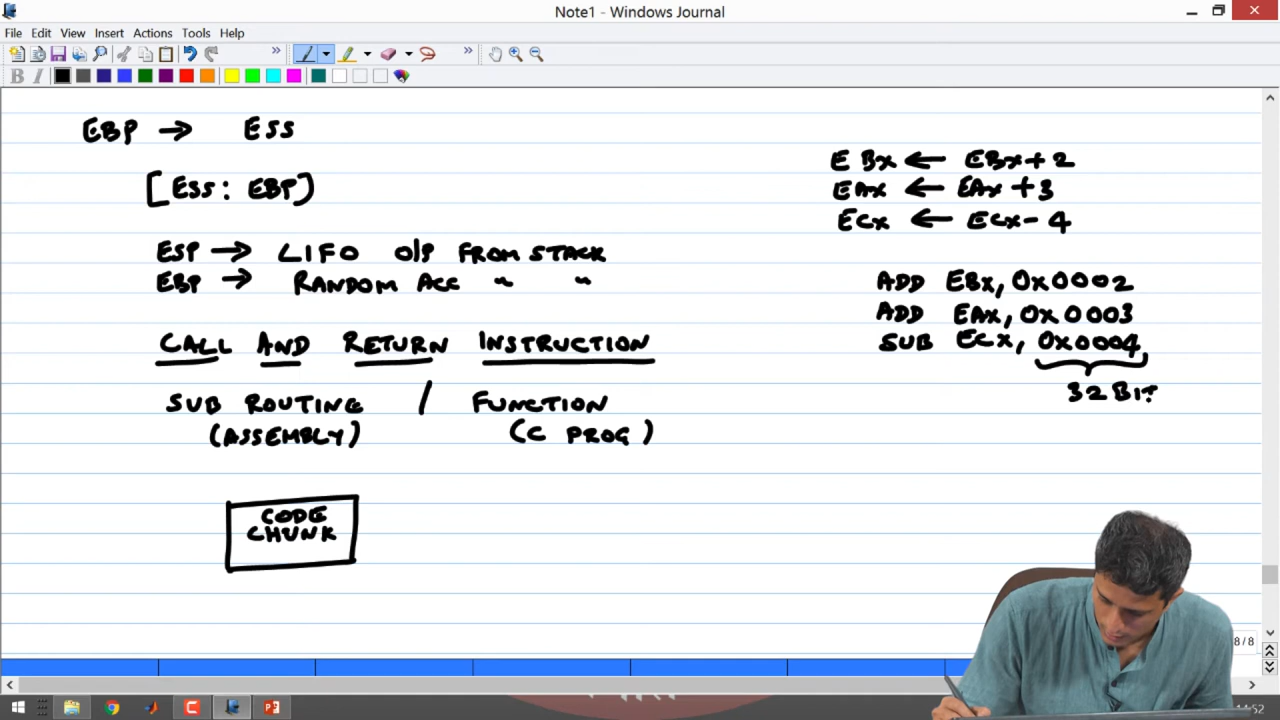 Note1 - Windows Journal
File Edit View Insert Actions Tools Help
EBP → ESS
[ESS: EBP]
ESP → LIFO O/P FROM STACK
EBP → RANDOM ACC " "
CALL AND RETURN INSTRUCTION
SUB ROUTING / FUNCTION
(ASSEMBLY) (C PROG)
CODE
CHUNK
EBX ← EBX+2
EAX ← EAX+3
ECX ← ECX-4
ADD EBX, 0X0002
ADD EAX, 0X0003
SUB ECX, 0X0004
32 BIT
8/8